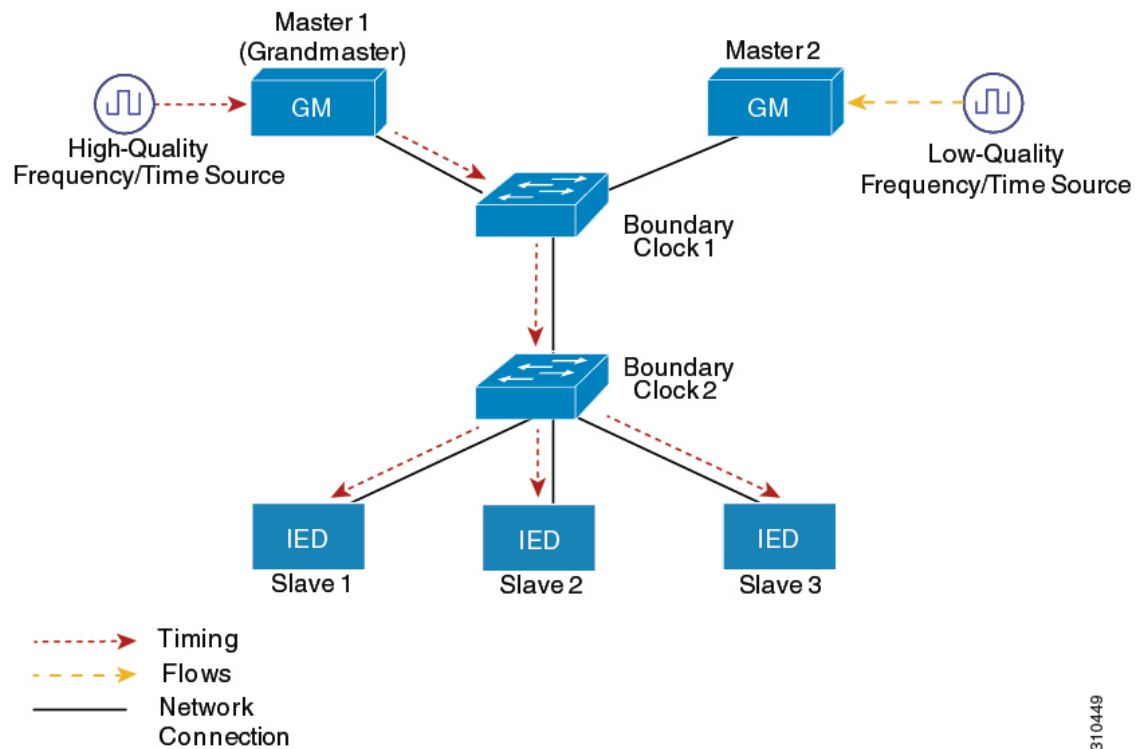 Master 1
(Grandmaster)
Master 2
GM
GM
High-Quality
Frequency/Time Source
Low-Quality
Frequency/Time Source
Boundary
Clock 1
Boundary
Clock 2
IED
IED
IED
Slave 1
Slave 2
Slave 3
Timing
Flows
Network
Connection
310449